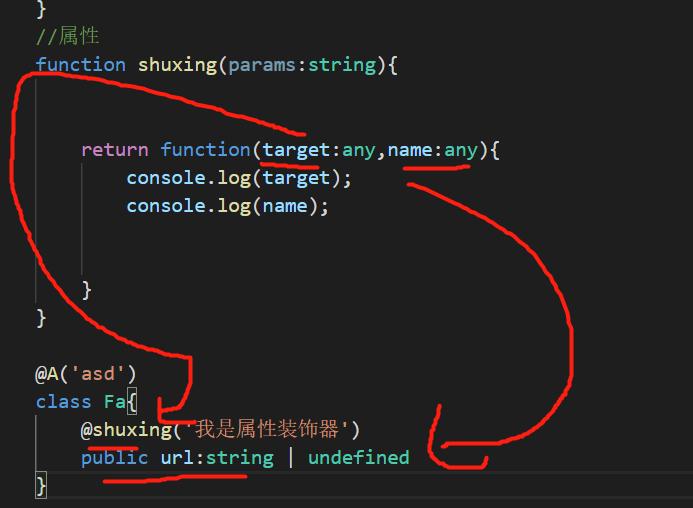 }
//属性
function shuxing(params:string){
return function(target:any,name:any){
console.log(target);
console.log(name);
}
}
@A('asd')
class Fa{
@shuxing('我是属性装饰器')
public url:string | undefined
}